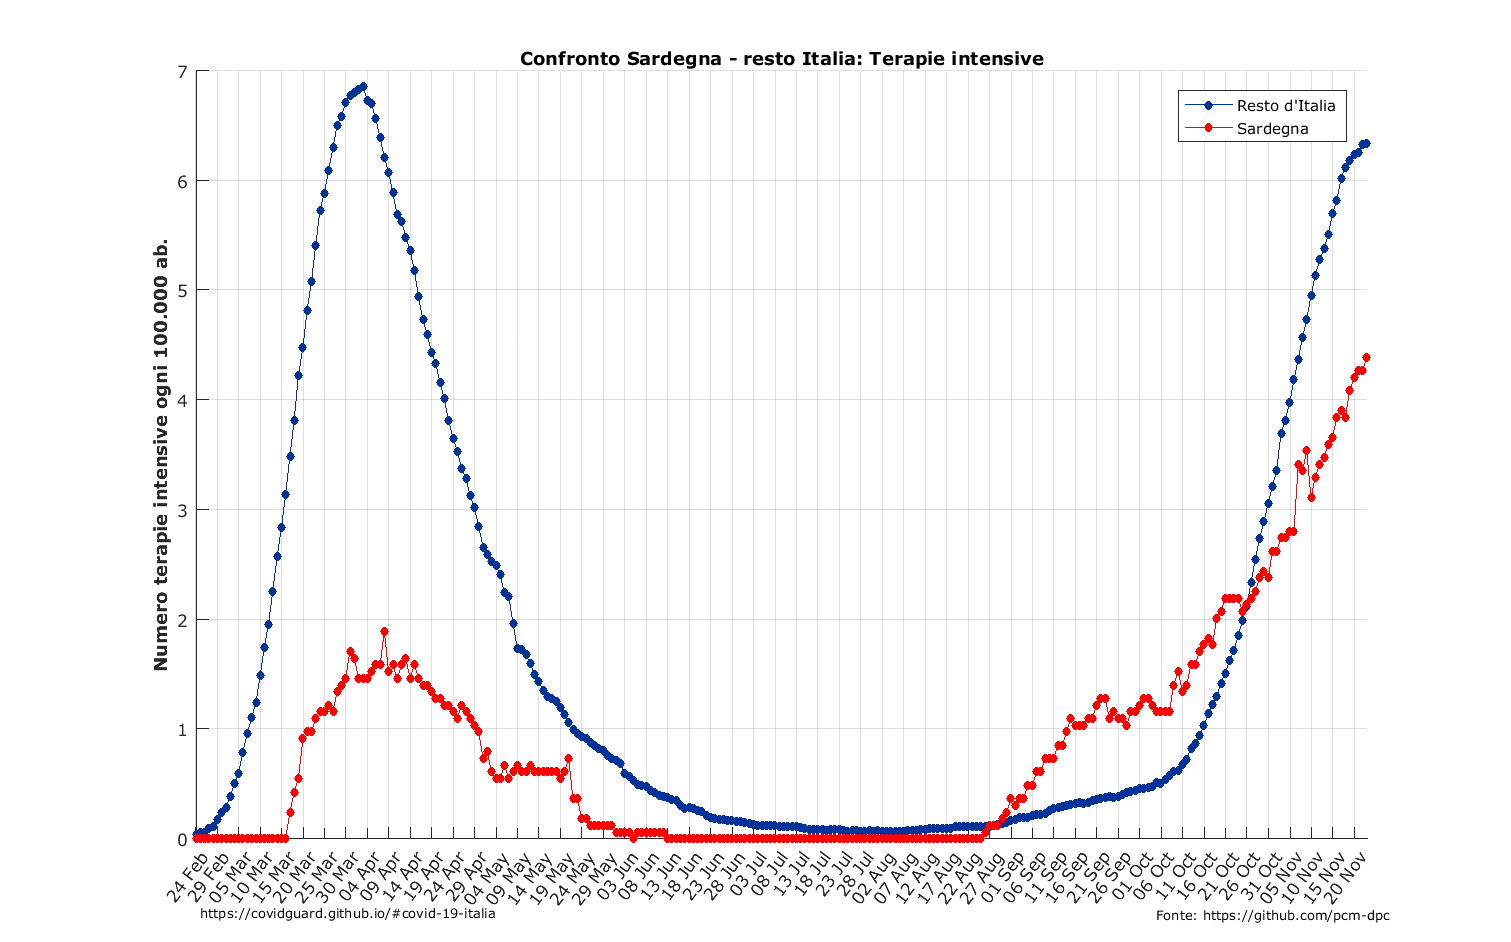 Confronto Sardegna - resto Italia: Terapie intensive
Numero terapie intensive ogni 100.000 ab.
7
6
5
4
3
2
1
0
Resto d'Italia
Sardegna
24 Feb
29 Feb
05 Mar
10 Mar
15 Mar
20 Mar
25 Mar
30 Mar
04 Apr
09 Apr
14 Apr
19 Apr
24 Apr
29 Apr
04 May
09 May
14 May
19 May
24 May
29 May
03 Jun
08 Jun
13 Jun
18 Jun
23 Jun
28 Jun
03 Jul
08 Jul
13 Jul
18 Jul
23 Jul
28 Jul
02 Aug
07 Aug
12 Aug
17 Aug
22 Aug
27 Aug
01 Sep
06 Sep
11 Sep
16 Sep
21 Sep
26 Sep
01 Oct
06 Oct
11 Oct
16 Oct
21 Oct
26 Oct
31 Oct
05 Nov
10 Nov
15 Nov
20 Nov
https://covidguard.github.io/#covid-19-italia
Fonte: https://github.com/pcm-dpc